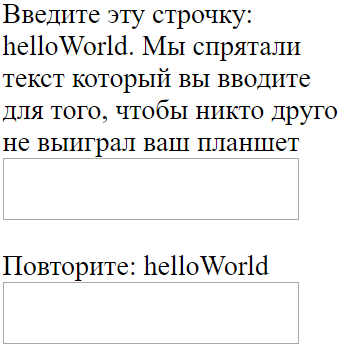 Введите эту строчку:
helloWorld. Мы спрятали
текст который вы вводите
для того, чтобы никто друго
не выиграл ваш планшет
Повторите: helloWorld